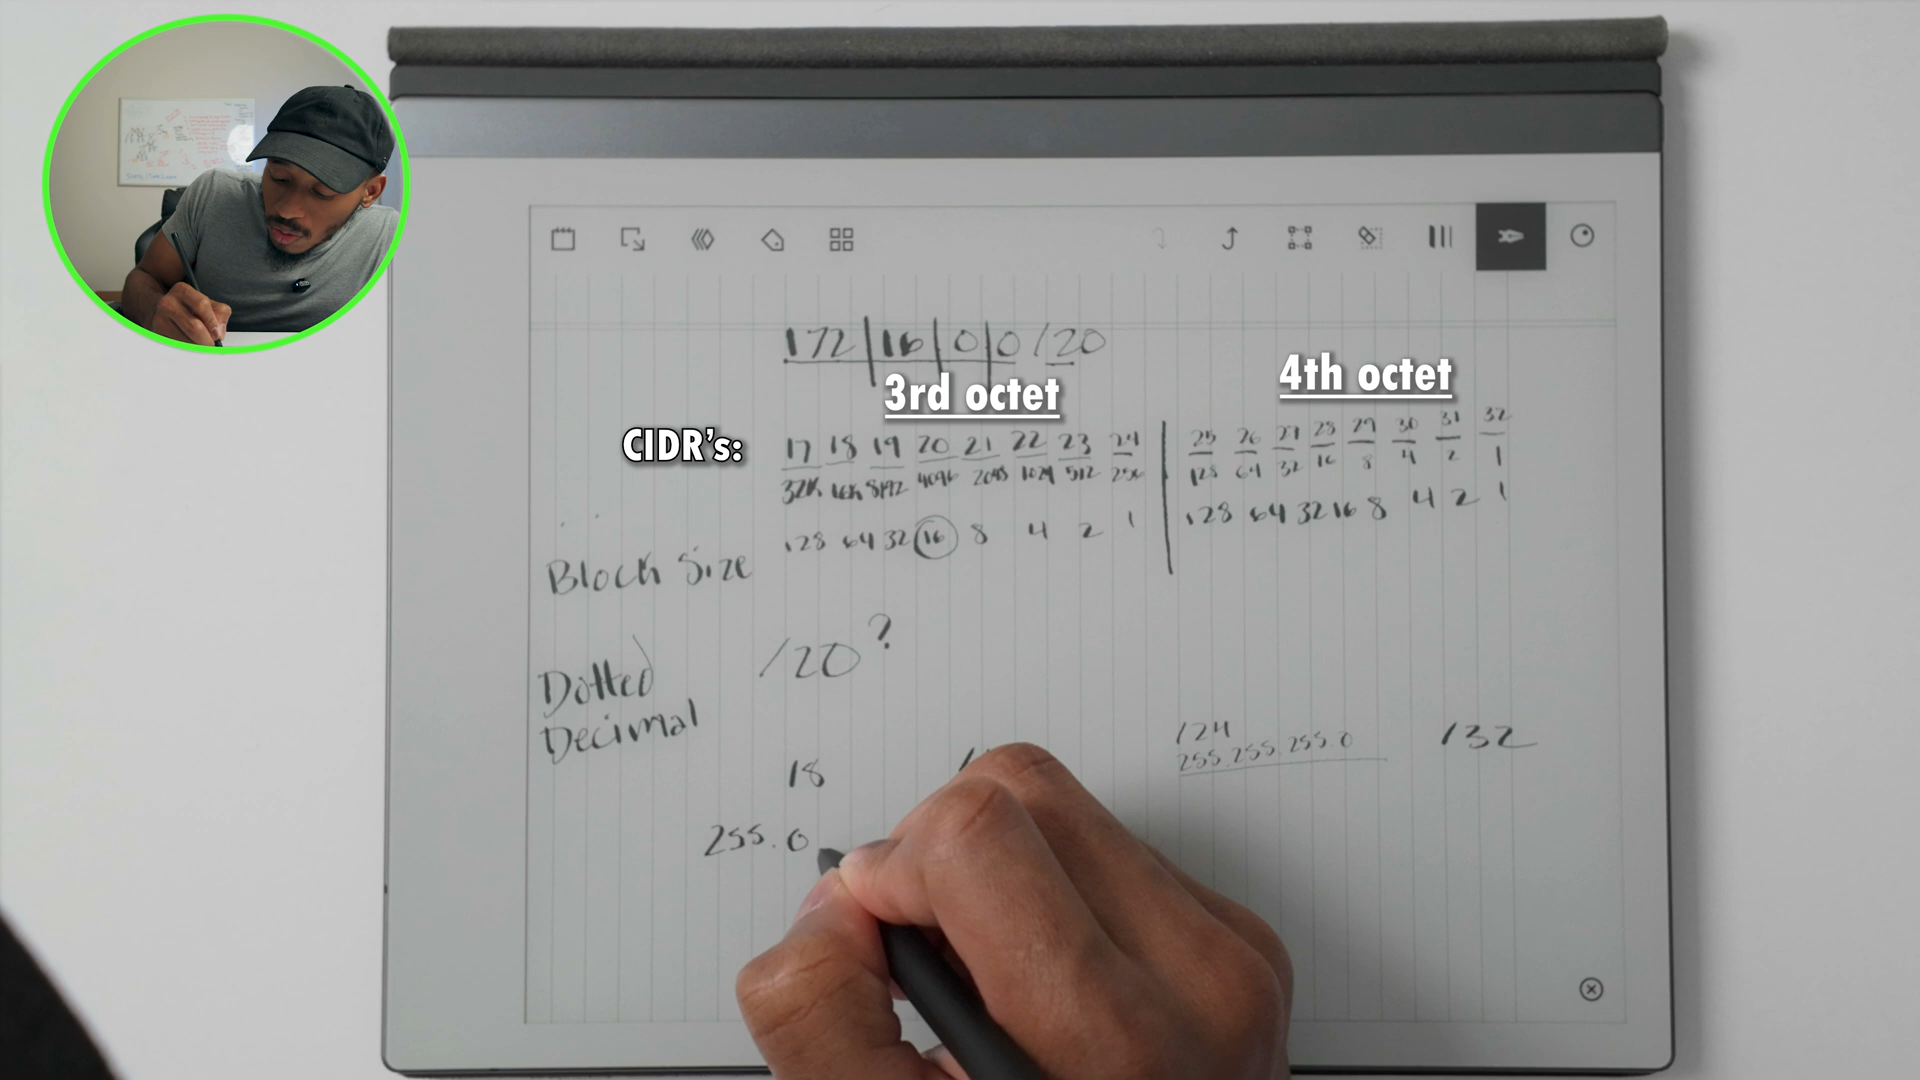 172|16|0|0/20
3rd octet
4th octet
CIDR's:
17 18 19 20 21 22 23 24
25 26 27 28 29 30 31 32
32K 16K 8192 4096 2048 1024 512 256
128 64 32 16 8 4 2 1
128 64 32 16 8 4 2 1
128 64 32 16 8 4 2 1
Block Size
/20?
Dotted
Decimal
/24
255.255.255.0
/32
18
255.0